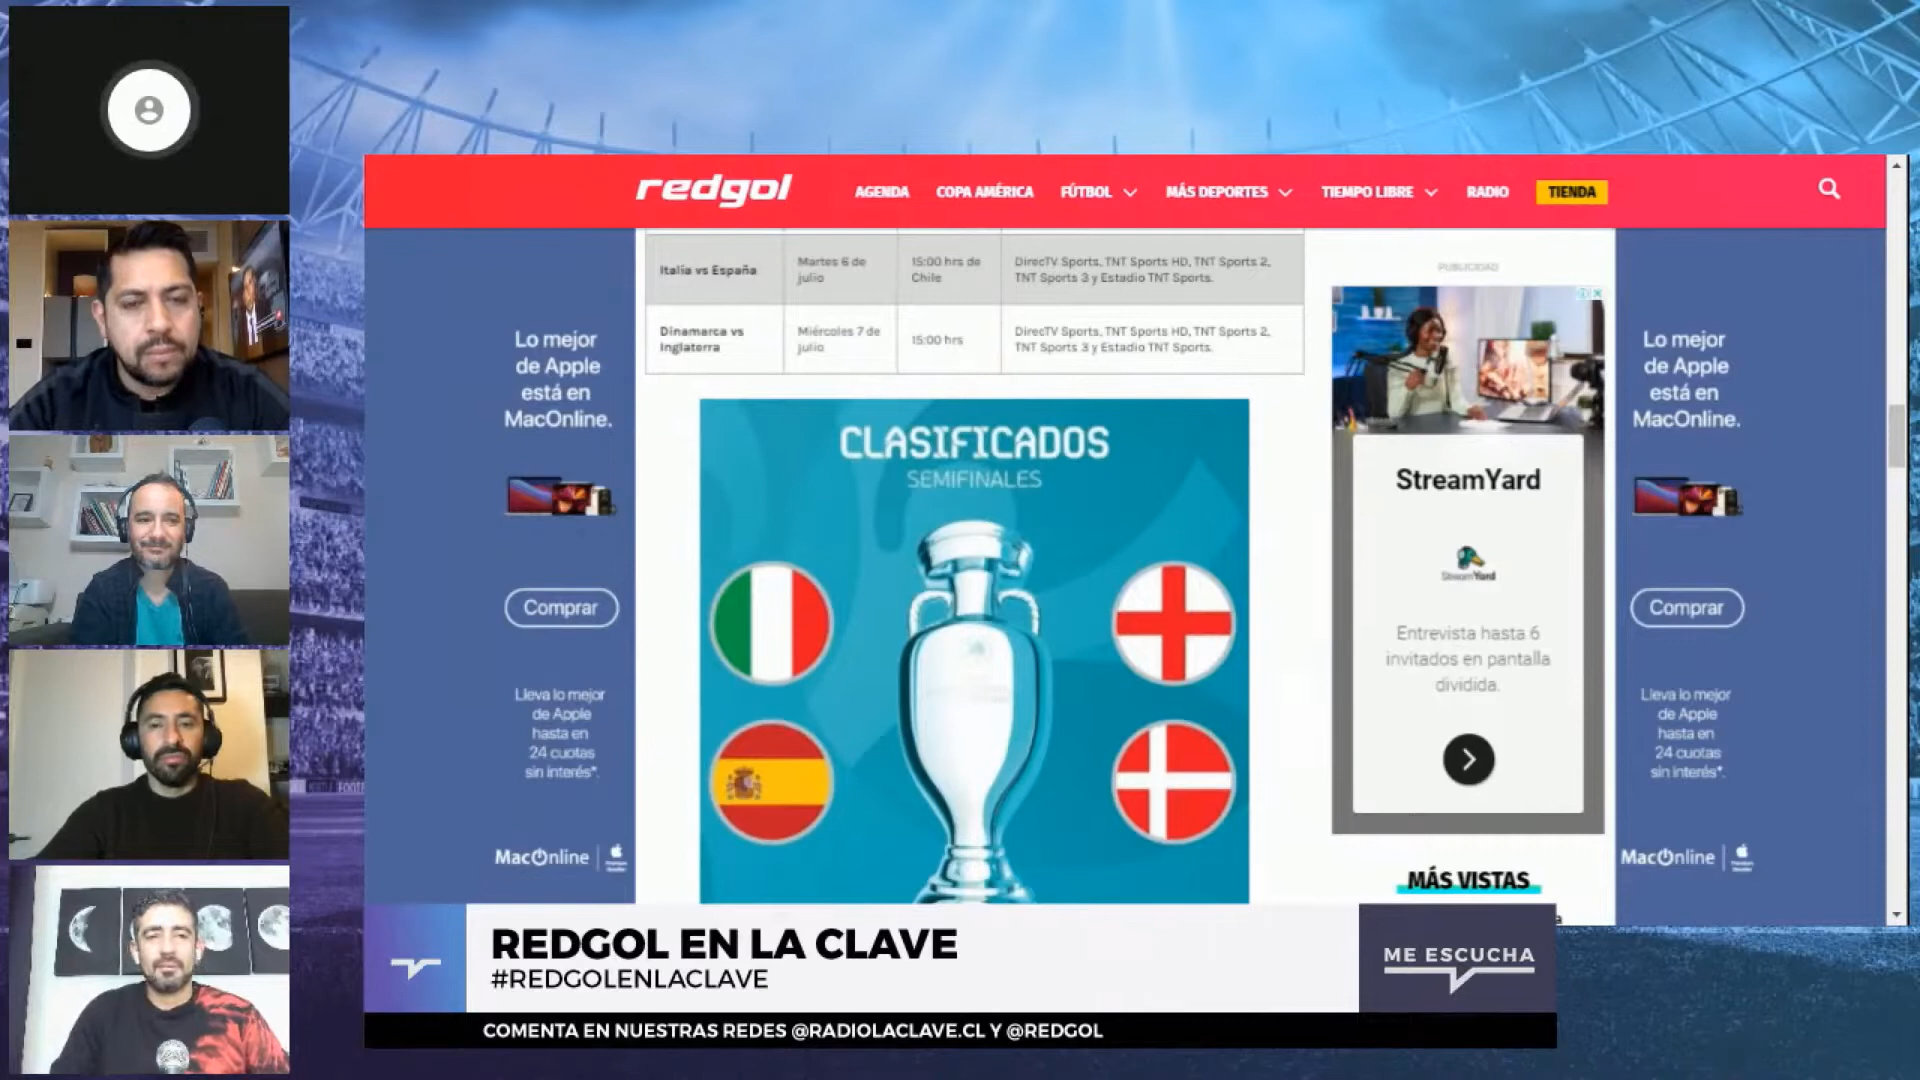 redgol
AGENDA
COPA AMÉRICA
FÚTBOL
MÁS DEPORTES
TIEMPO LIBRE
RADIO
TIENDA
Italia vs España
Martes 6 de
julio
15:00 hrs de
Chile
DirecTV Sports, TNT Sports HD, TNT Sports 2,
TNT Sports 3 y Estadio TNT Sports.
Dinamarca vs
Inglaterra
Miércoles 7 de
julio
15:00 hrs
DirecTV Sports, TNT Sports HD, TNT Sports 2,
TNT Sports 3 y Estadio TNT Sports.
Lo mejor
de Apple
está en
MacOnline.
Comprar
Lleva lo mejor
de Apple
hasta en
24 cuotas
sin interés*.
MacOnline
CLASIFICADOS
SEMIFINALES
PUBLICIDAD
StreamYard
StreamYard
Entrevista hasta 6
invitados en pantalla
dividida.
MÁS VISTAS
Lo mejor
de Apple
está en
MacOnline.
Comprar
Lleva lo mejor
de Apple
hasta en
24 cuotas
sin interés*.
MacOnline
REDGOL EN LA CLAVE
#REDGOLENLACLAVE
ME ESCUCHA
COMENTA EN NUESTRAS REDES @RADIOLACLAVE.CL Y @REDGOL